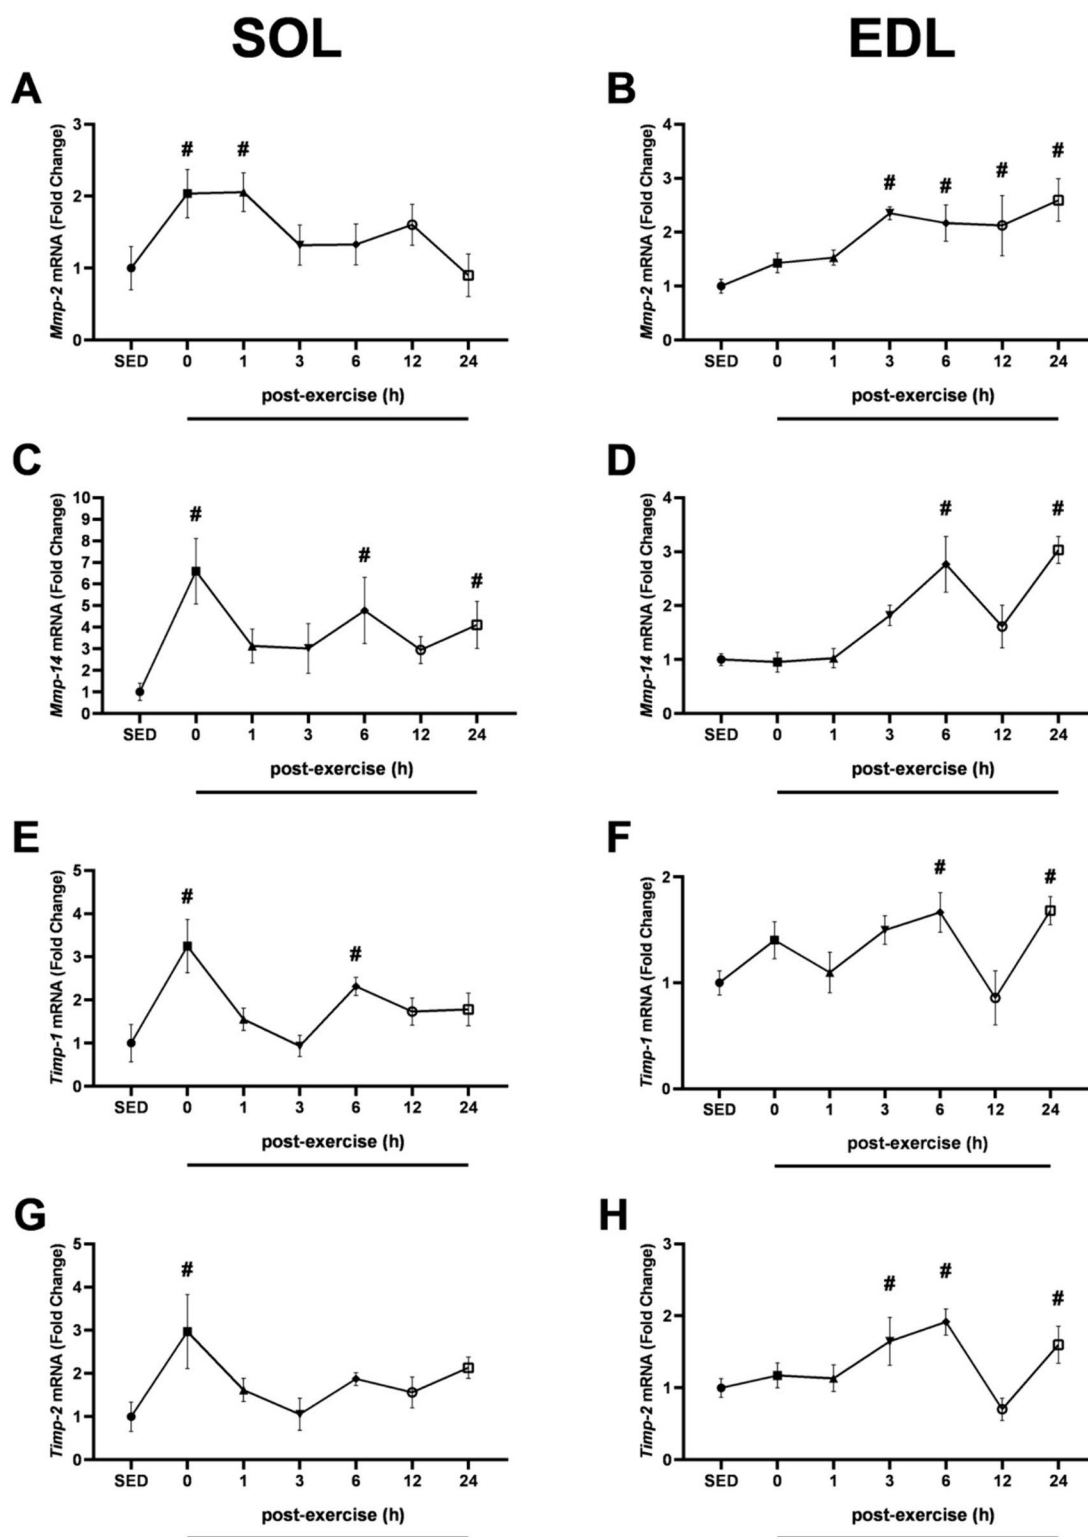 SOL
EDL
A
Mmp-2 mRNA (Fold Change)
3
2
1
0
# #
SED 0 1 3 6 12 24
post-exercise (h)
B
Mmp-2 mRNA (Fold Change)
4
3
2
1
0
# # # #
SED 0 1 3 6 12 24
post-exercise (h)
C
Mmp-14 mRNA (Fold Change)
10
9
8
7
6
5
4
3
2
1
0
# # #
SED 0 1 3 6 12 24
post-exercise (h)
D
Mmp-14 mRNA (Fold Change)
4
3
2
1
0
# #
SED 0 1 3 6 12 24
post-exercise (h)
E
Timp-1 mRNA (Fold Change)
5
4
3
2
1
0
# #
SED 0 1 3 6 12 24
post-exercise (h)
F
Timp-1 mRNA (Fold Change)
2
1
0
# #
SED 0 1 3 6 12 24
post-exercise (h)
G
Timp-2 mRNA (Fold Change)
5
4
3
2
1
0
#
SED 0 1 3 6 12 24
post-exercise (h)
H
Timp-2 mRNA (Fold Change)
3
2
1
0
# # #
SED 0 1 3 6 12 24
post-exercise (h)